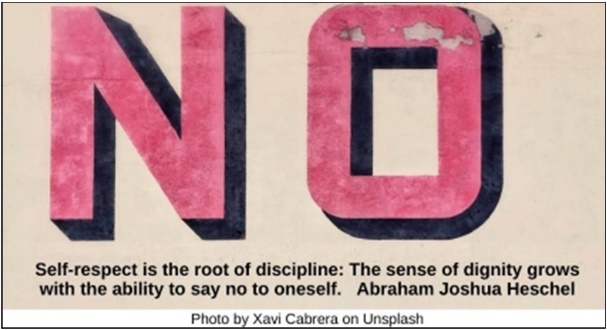 NO
Self-respect is the root of discipline: The sense of dignity grows
with the ability to say no to oneself. Abraham Joshua Heschel
Photo by Xavi Cabrera on Unsplash